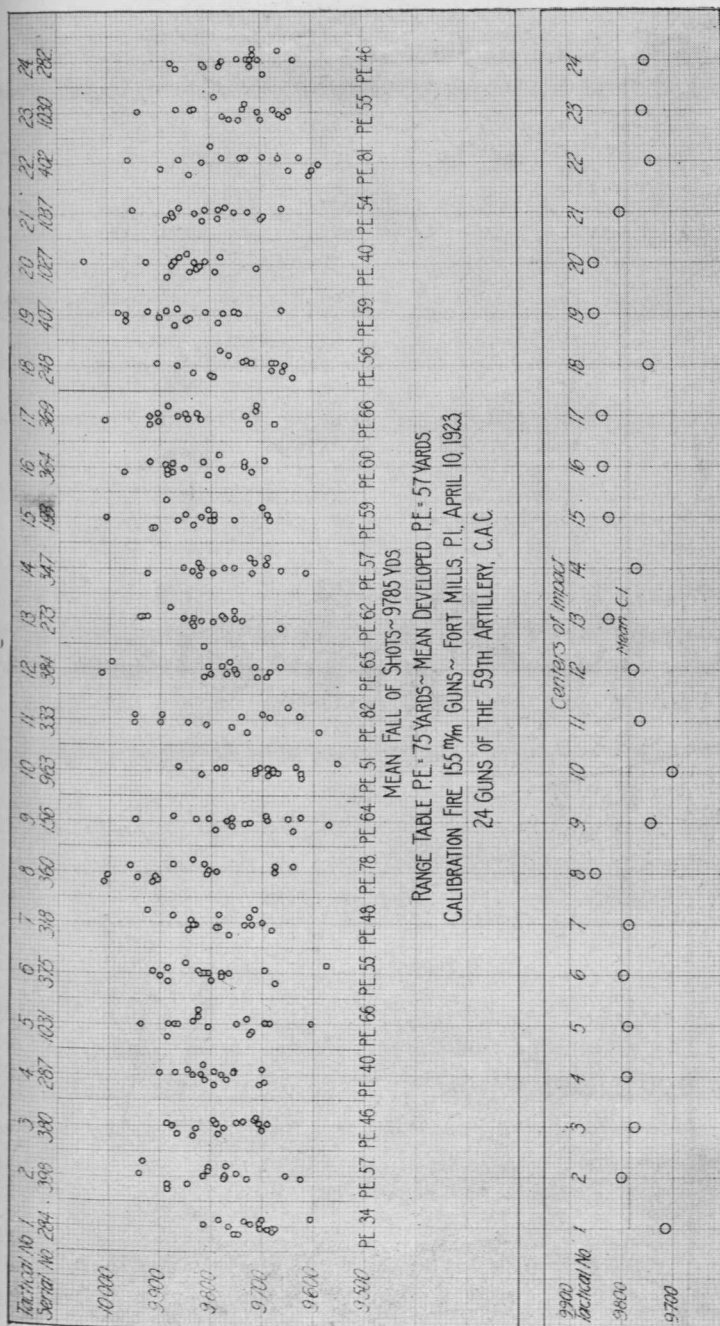 Tactical No 1 2 3 4 5 6 7 8 9 10 11 12 13 14 15 16 17 18 19 20 21 22 23 24
Serial No 284 398 380 287 1031 375 318 360 156 963 333 384 273 347 364 369 248 407 1027 1037 402 1030 282
10000
9900
9800
9700
9600
9500
PE 34 PE 57 PE 46 PE 40 PE 66 PE 55 PE 48 PE 78 PE 64 PE 51 PE 82 PE 65 PE 62 PE 57 PE 59 PE 60 PE 66 PE 56 PE 59 PE 40 PE 54 PE 81 PE 55 PE 46
MEAN FALL OF SHOTS~9785 YDS
RANGE TABLE P.E.= 75 YARDS~ MEAN DEVELOPED P.E.= 57 YARDS.
CALIBRATION FIRE 155 m/m GUNS~ FORT MILLS, P.I., APRIL 10, 1923.
24 GUNS OF THE 59TH ARTILLERY, C.A.C.
Centers of Impact
9900
Tactical No 1 2 3 4 5 6 7 8 9 10 11 12 13 14 15 16 17 18 19 20 21 22 23 24
9800
Mean C.I.
9700